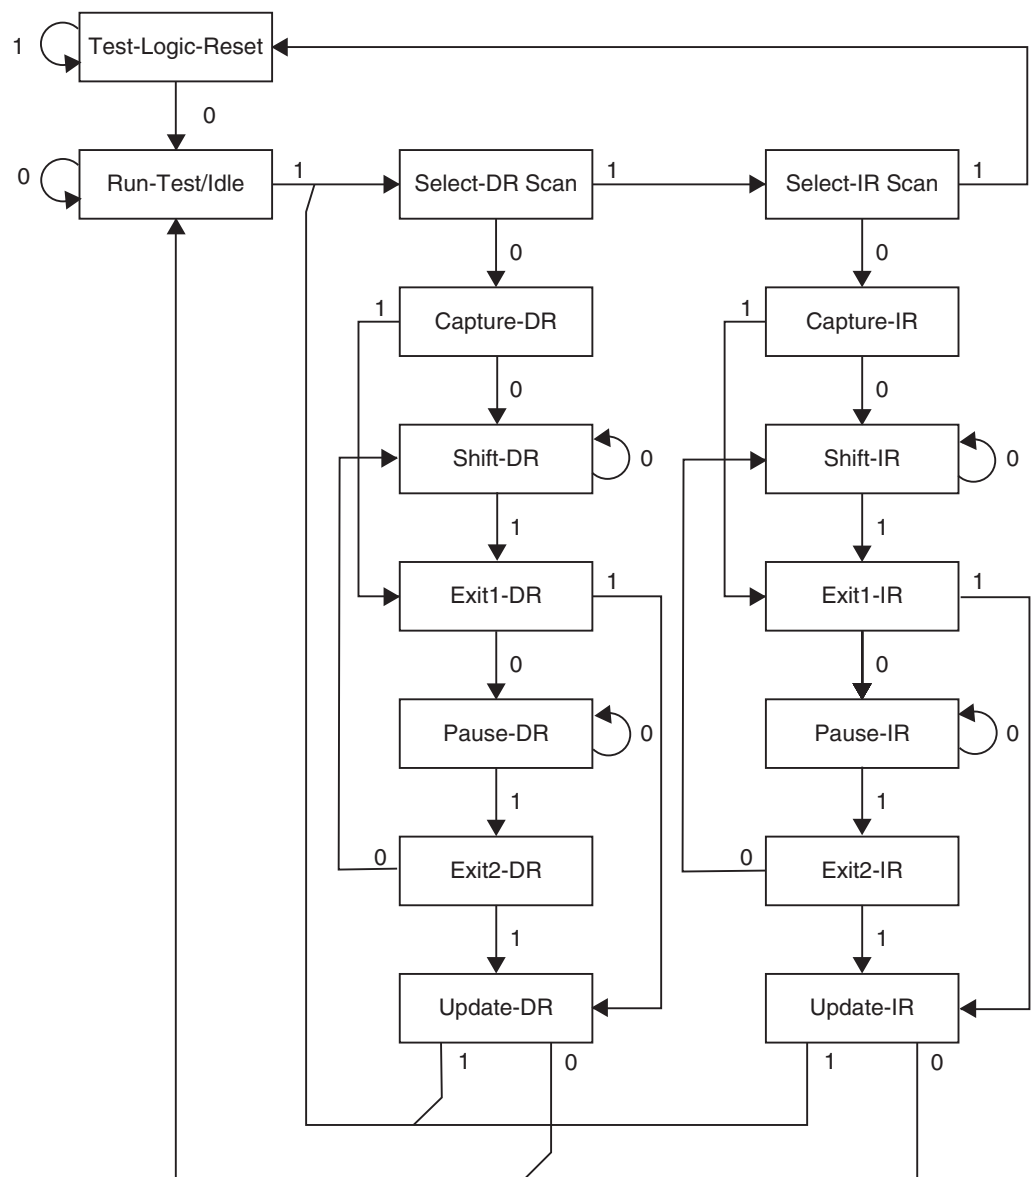 1
Test-Logic-Reset
0
0
Run-Test/Idle
1
Select-DR Scan
1
Select-IR Scan
1
0
0
1
Capture-DR
1
Capture-IR
0
0
Shift-DR
0
Shift-IR
0
1
1
Exit1-DR
1
Exit1-IR
1
0
0
Pause-DR
0
Pause-IR
0
1
1
0
Exit2-DR
0
Exit2-IR
1
1
Update-DR
Update-IR
1
0
1
0